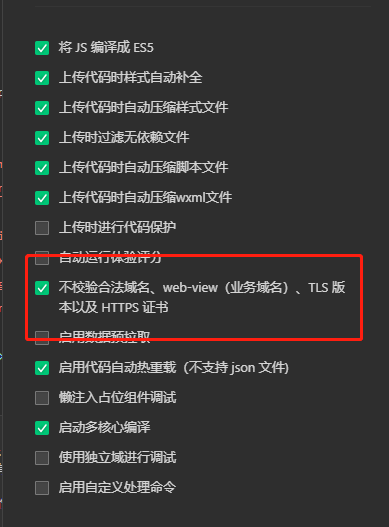 将 JS 编译成 ES5
上传代码时样式自动补全
上传代码时自动压缩样式文件
上传时过滤无依赖文件
上传代码时自动压缩脚本文件
上传代码时自动压缩wxml文件
上传时进行代码保护
自动运行体验评分
不校验合法域名、web-view（业务域名）、TLS 版
本以及 HTTPS 证书
启用数据预拉取
启用代码自动热重载（不支持 json 文件)
懒注入占位组件调试
启动多核心编译
使用独立域进行调试
启用自定义处理命令